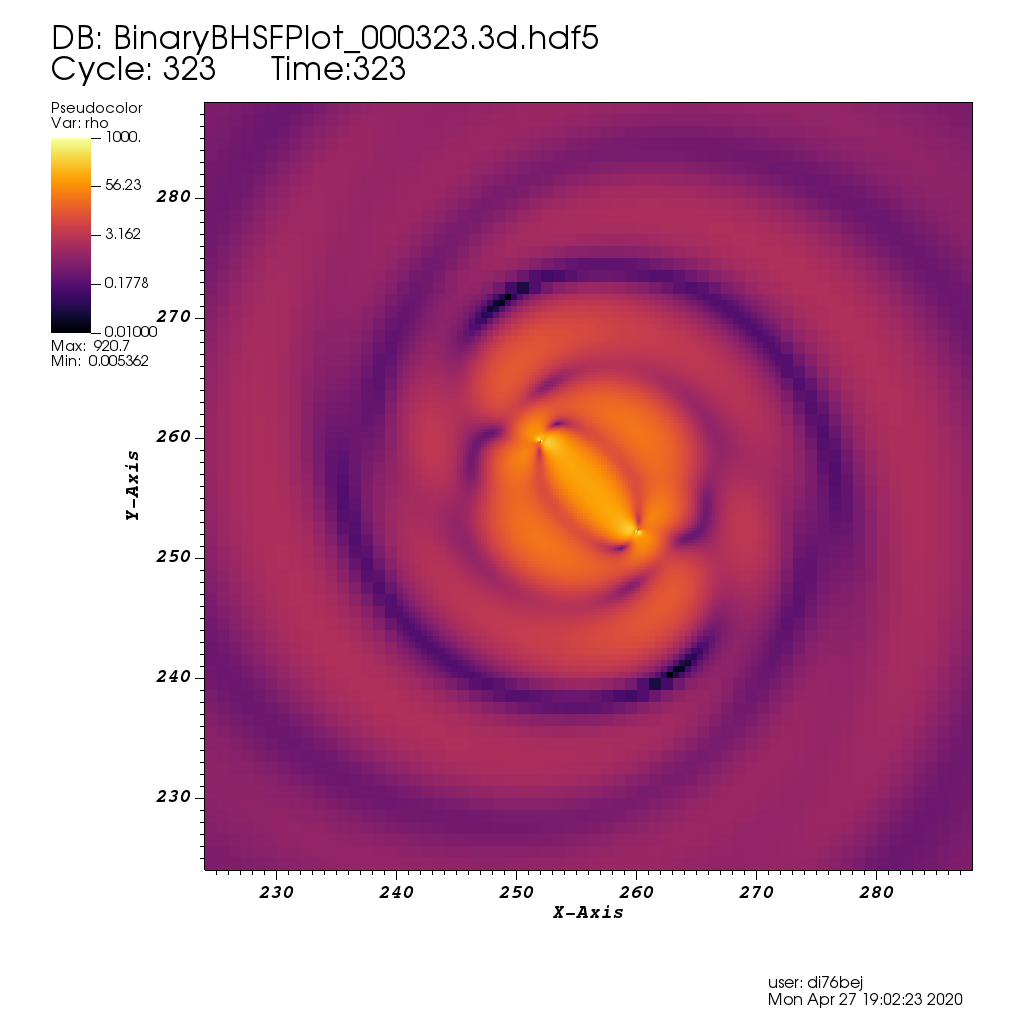 DB: BinaryBHSFPlot_000323.3d.hdf5
Cycle: 323 Time:323
Pseudocolor
Var: rho
1000.
56.23
3.162
0.1778
0.01000
Max: 920.7
Min: 0.005362
280
270
260
250
240
230
Y-Axis
230 240 250 260 270 280
X-Axis
user: di76bej
Mon Apr 27 19:02:23 2020